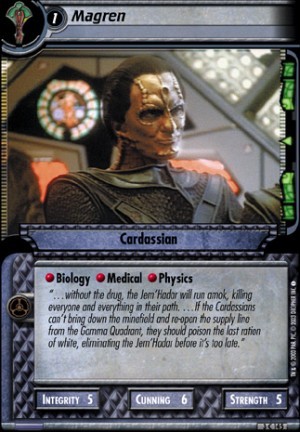 1 Magren
Cardassian
Biology Medical Physics
"...without the drug, the Jem'Hadar will run amok, killing
everyone and everything in their path. ...If the Cardassians
can't bring down the minefield and re-open the supply line
from the Gamma Quadrant, they should poison the last ration
of white, eliminating the Jem'Hadar before it's too late."
INTEGRITY 5 CUNNING 6 STRENGTH 5